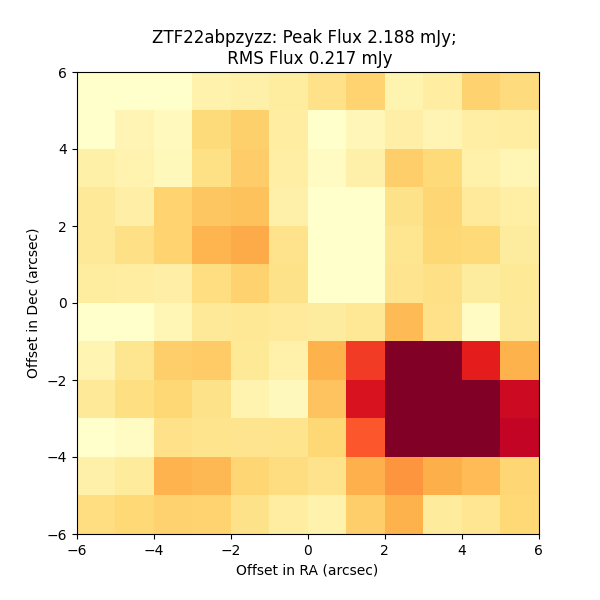 ZTF22abpzyzz: Peak Flux 2.188 mJy;
RMS Flux 0.217 mJy
6
4
2
0
−2
−4
−6
Offset in Dec (arcsec)
−6 −4 −2 0 2 4 6
Offset in RA (arcsec)